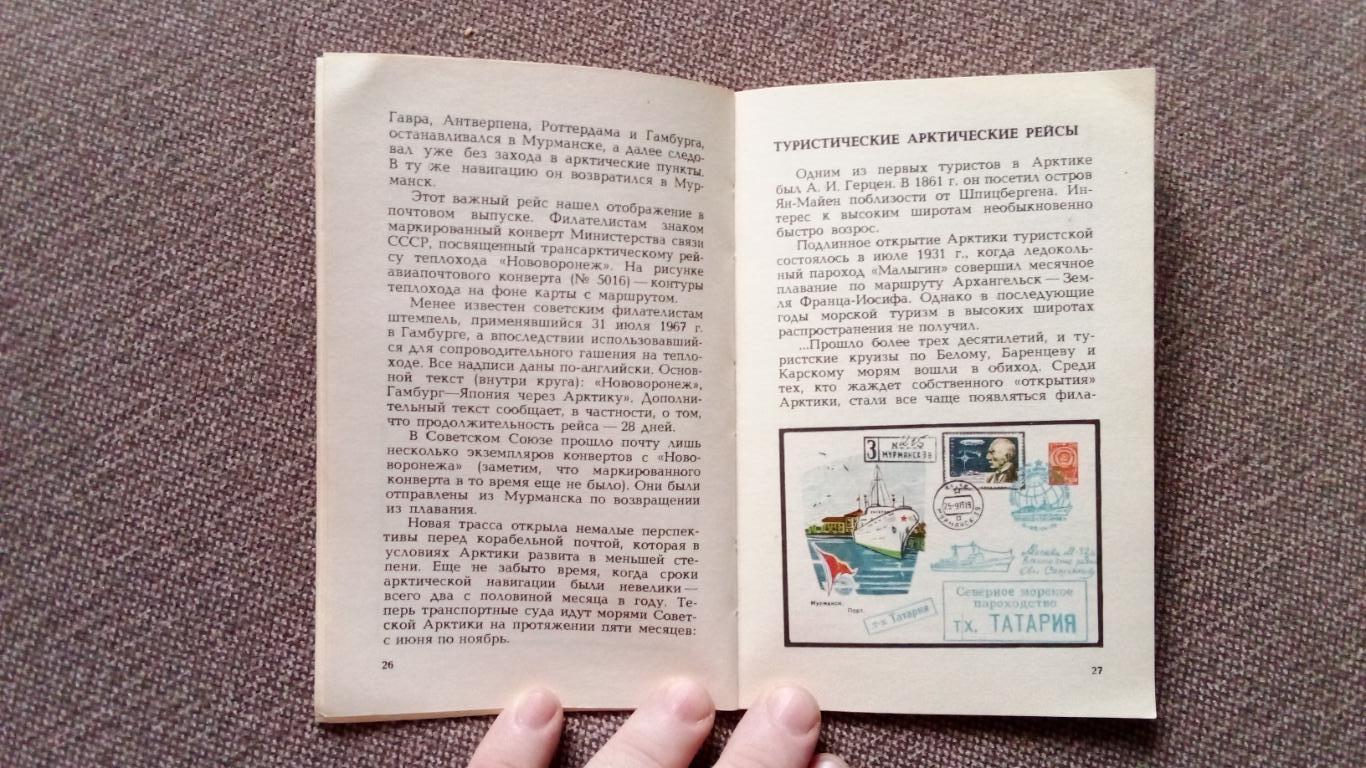 Гавра, Антверпена, Роттердама и Гамбурга,
останавливался в Мурманске, а далее следо-
вал уже без захода в арктические пункты.
В ту же навигацию он возвратился в Мур-
манск.
Этот важный рейс нашел отображение в
почтовом выпуске. Филателистам знаком
маркированный конверт Министерства связи
СССР, посвященный трансарктическому рей-
су теплохода «Нововоронеж». На рисунке
авиапочтового конверта (№ 5016) — контуры
теплохода на фоне карты с маршрутом.
Менее известен советским филателистам
штемпель, применявшийся 31 июля 1967 г.
в Гамбурге, а впоследствии использовавший-
ся для сопроводительного гашения на тепло-
ходе. Все надписи даны по-английски. Основ-
ной текст (внутри круга): «Нововоронеж»,
Гамбург—Япония через Арктику». Дополни-
тельный текст сообщает, в частности, о том,
что продолжительность рейса — 28 дней.
В Советском Союзе прошло почту лишь
несколько экземпляров конвертов с «Ново-
воронежа» (заметим, что маркированного
конверта в то время еще не было). Они были
отправлены из Мурманска по возвращении
из плавания.
Новая трасса открыла немалые перспек-
тивы перед корабельной почтой, которая в
условиях Арктики развита в меньшей сте-
пени. Еще не забыто время, когда сроки
арктической навигации были невелики —
всего два с половиной месяца в году. Те-
перь транспортные суда идут морями Совет-
ской Арктики на протяжении пяти месяцев:
с июня по ноябрь.
26
ТУРИСТИЧЕСКИЕ АРКТИЧЕСКИЕ РЕЙСЫ
Одним из первых туристов в Арктике
был А. И. Герцен. В 1861 г. он посетил остров
Ян-Майен поблизости от Шпицбергена. Ин-
терес к высоким широтам необыкновенно
быстро возрос.
Подлинное открытие Арктики туристской
состоялось в июле 1931 г., когда ледоколь-
ный пароход «Малыгин» совершил месячное
плавание по маршруту Архангельск — Зем-
ля Франца-Иосифа. Однако в последующие
годы морской туризм в высоких широтах
распространения не получил.
...Прошло более трех десятилетий, и ту-
ристские круизы по Белому, Баренцеву и
Карскому морям вошли в обиход. Среди
тех, кто жаждет собственного «открытия»
Арктики, стали все чаще появляться фила-
З №
МУРМАНСК 38
МУРМАНСК
Москва М-
Мурманск. Порт.
т-х Татария
Северное морское
пароходство
т/х. ТАТАРИЯ
27